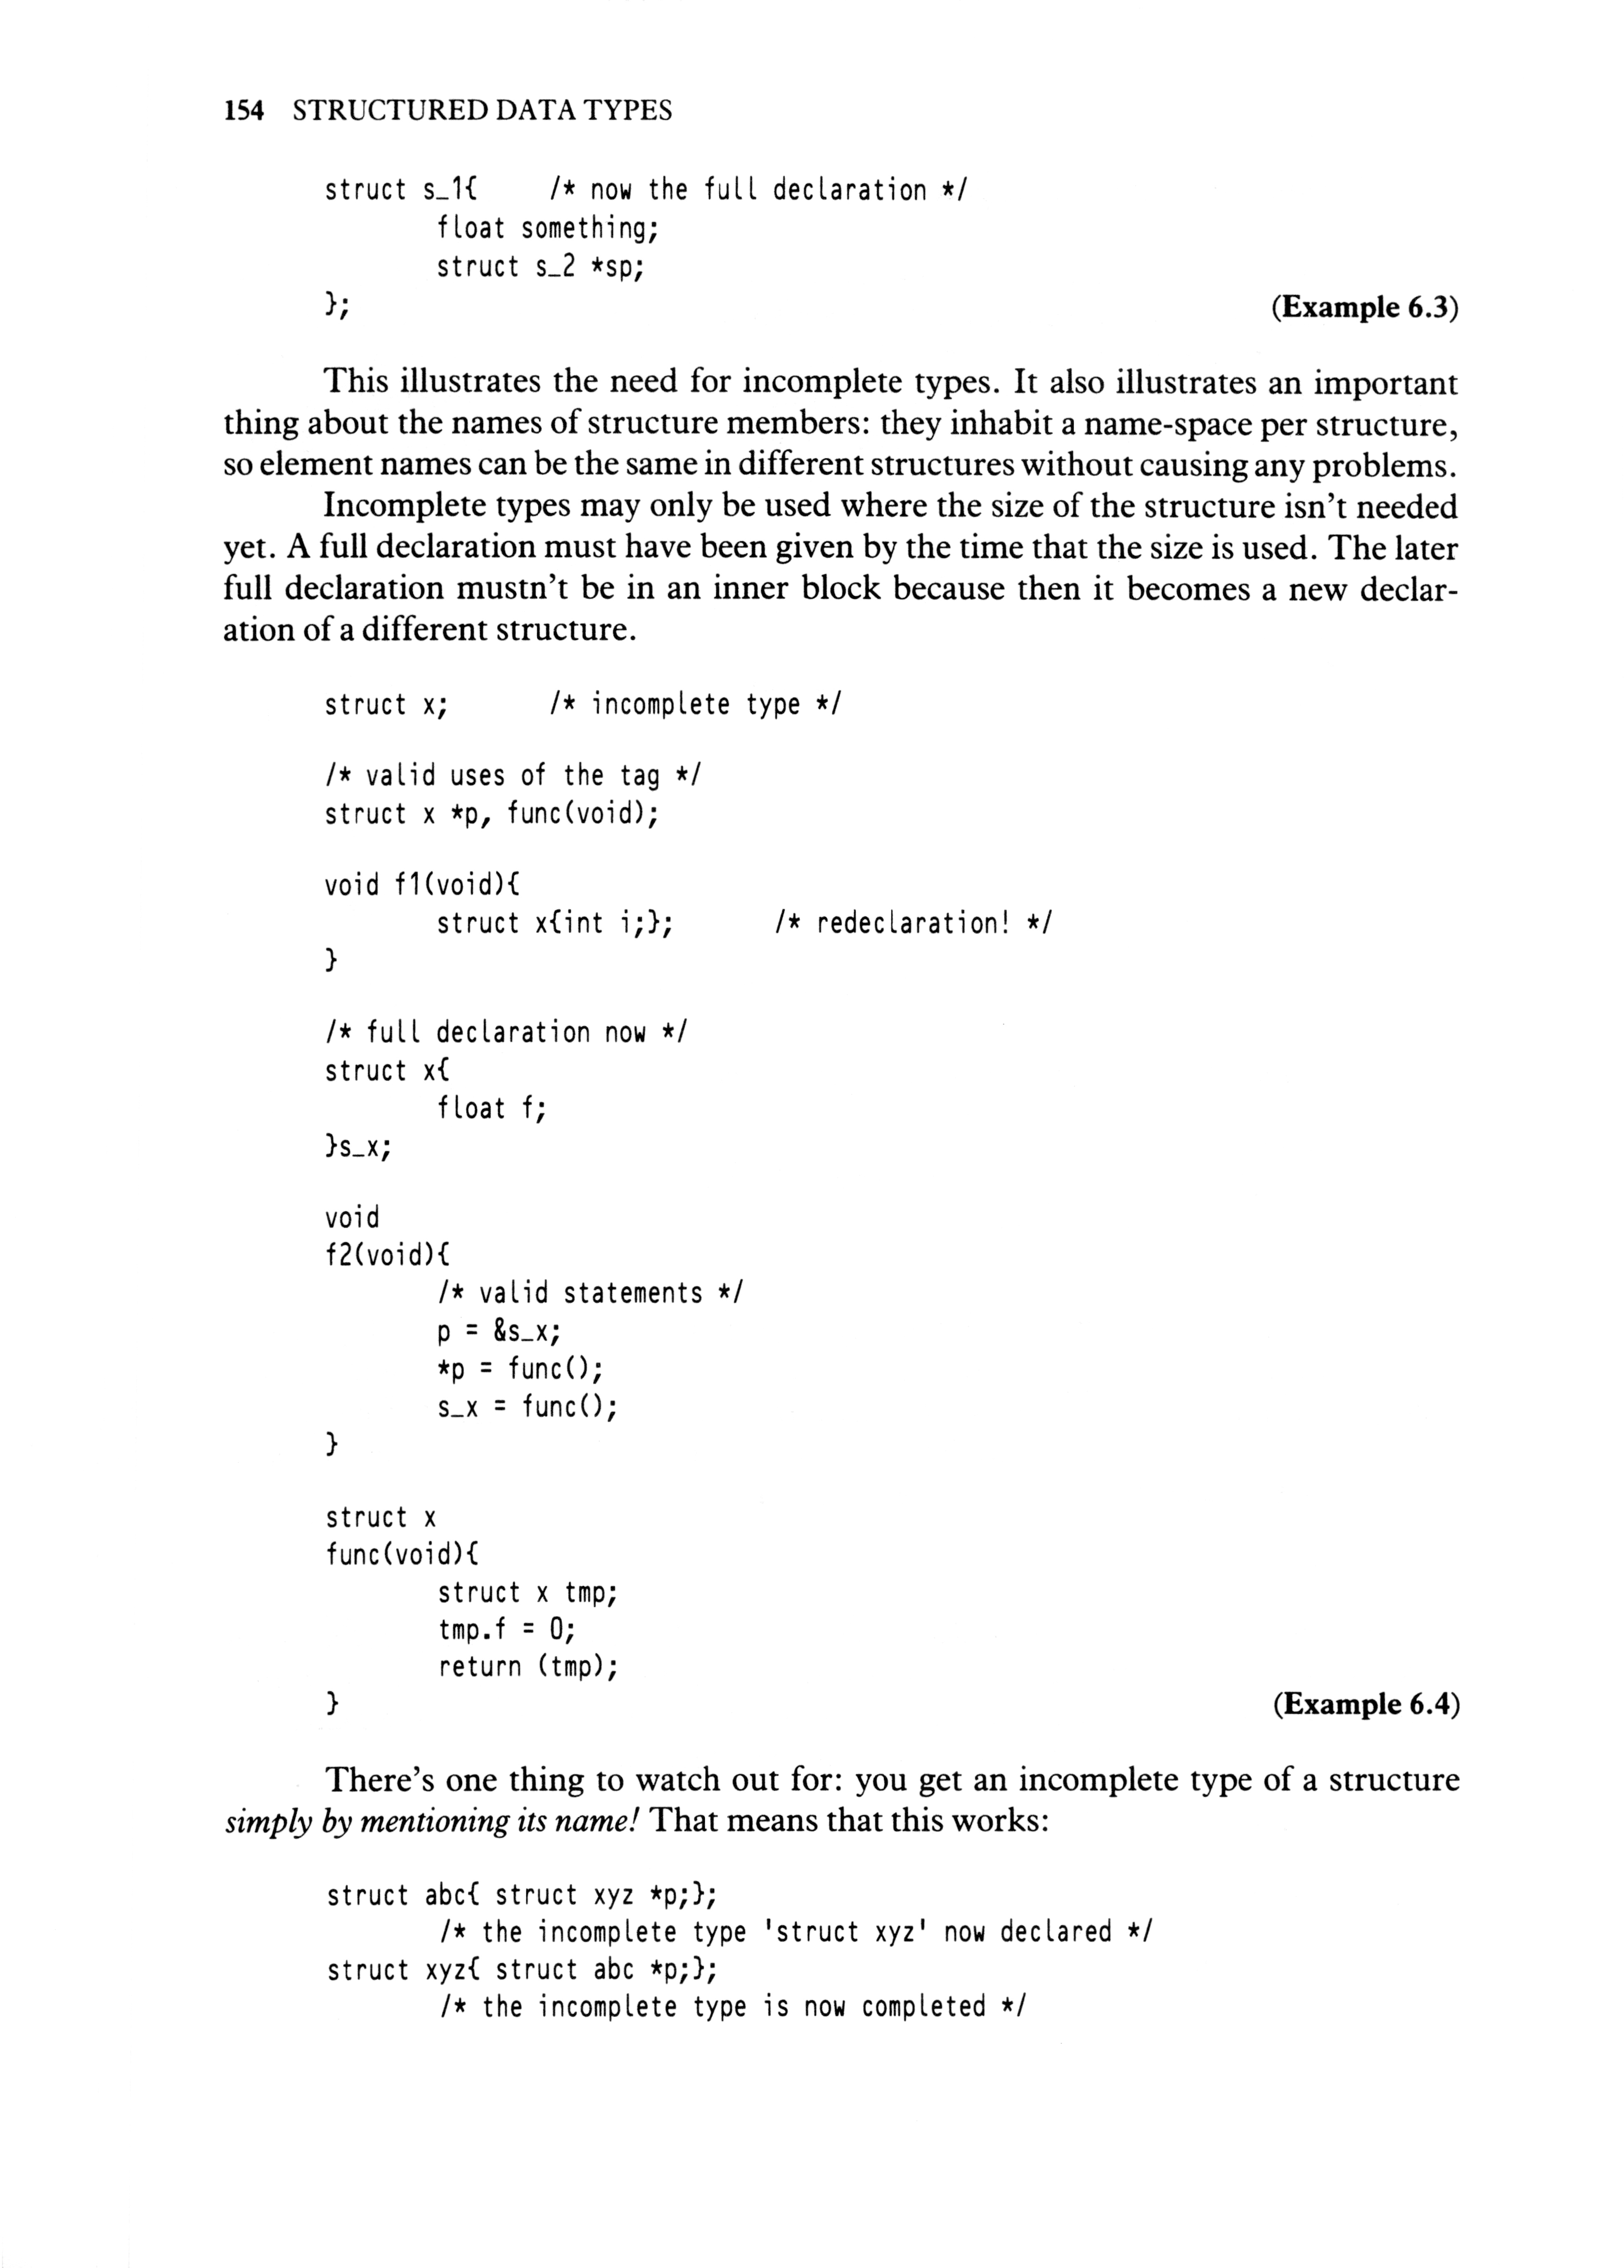 154 STRUCTURED DATA TYPES
struct s_1{ /* now the full declaration */
float something;
struct s_2 *sp;
};
(Example 6.3)
This illustrates the need for incomplete types. It also illustrates an important
thing about the names of structure members: they inhabit a name-space per structure,
so element names can be the same in different structures without causing any problems.
Incomplete types may only be used where the size of the structure isn't needed
yet. A full declaration must have been given by the time that the size is used. The later
full declaration mustn't be in an inner block because then it becomes a new declar-
ation of a different structure.
struct x; /* incomplete type */
/* valid uses of the tag */
struct x *p, func(void);
void f1(void){
struct x{int i;}; /* redeclaration! */
}
/* full declaration now */
struct x{
float f;
}s_x;
void
f2(void){
/* valid statements */
p = &s_x;
*p = func();
s_x = func();
}
struct x
func(void){
struct x tmp;
tmp.f = 0;
return (tmp);
}
(Example 6.4)
There's one thing to watch out for: you get an incomplete type of a structure
simply by mentioning its name! That means that this works:
struct abc{ struct xyz *p;};
/* the incomplete type 'struct xyz' now declared */
struct xyz{ struct abc *p;};
/* the incomplete type is now completed */